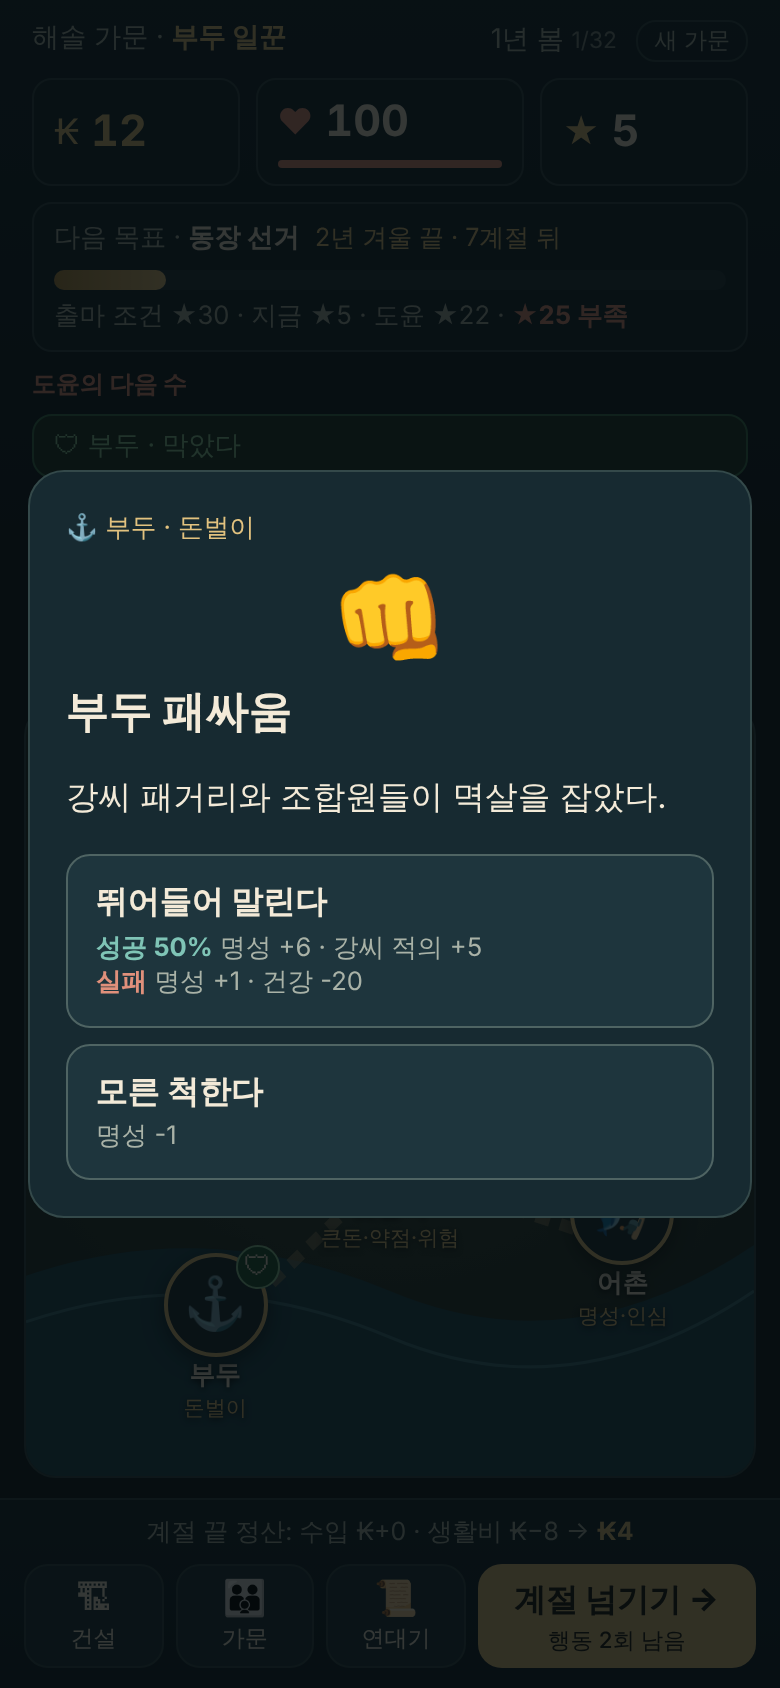 해솔 가문 · 부두 일꾼
1년 봄 1/32
새 가문
₭ 12
♥ 100
★ 5
다음 목표 · 동장 선거 2년 겨울 끝 · 7계절 뒤
출마 조건 ★30 · 지금 ★5 · 도윤 ★22 · ★25 부족
도윤의 다음 수
부두 · 막았다
부두 · 돈벌이
부두 패싸움
강씨 패거리와 조합원들이 멱살을 잡았다.
뛰어들어 말린다
성공 50% 명성 +6 · 강씨 적의 +5
실패 명성 +1 · 건강 -20
모른 척한다
명성 -1
큰돈·약점·위험
어촌
명성·인심
부두
돈벌이
계절 끝 정산: 수입 ₭+0 · 생활비 ₭−8 → ₭4
건설
가문
연대기
계절 넘기기 →
행동 2회 남음